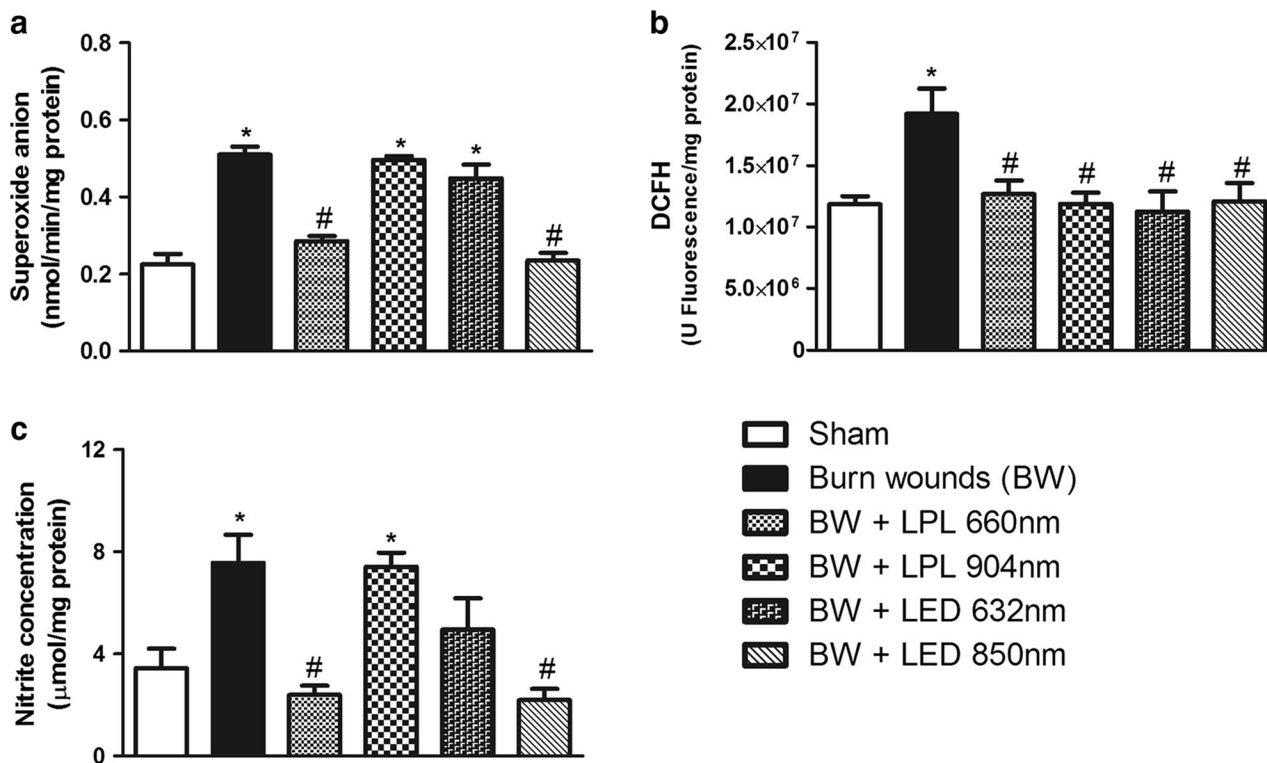 a
Superoxide anion
(nmol/min/mg protein)
0.8
0.6
0.4
0.2
0.0
*
#
*
*
#
b
DCFH
(U Fluorescence/mg protein)
2.5×10⁷
2.0×10⁷
1.5×10⁷
1.0×10⁷
5.0×10⁶
0
*
#
#
#
#
c
Nitrite concentration
(µmol/mg protein)
12
8
4
0
*
#
*
#
Sham
Burn wounds (BW)
BW + LPL 660nm
BW + LPL 904nm
BW + LED 632nm
BW + LED 850nm